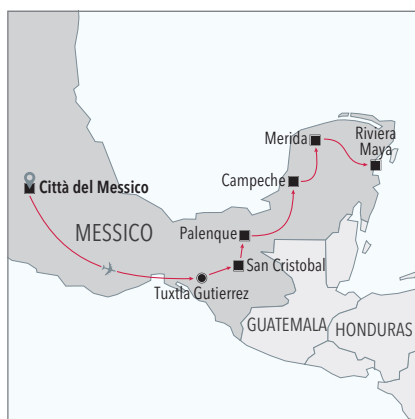 Merida
Riviera
Maya
Campeche
Città del Messico
MESSICO
Palenque
San Cristobal
Tuxtla Gutierrez
GUATEMALA
HONDURAS